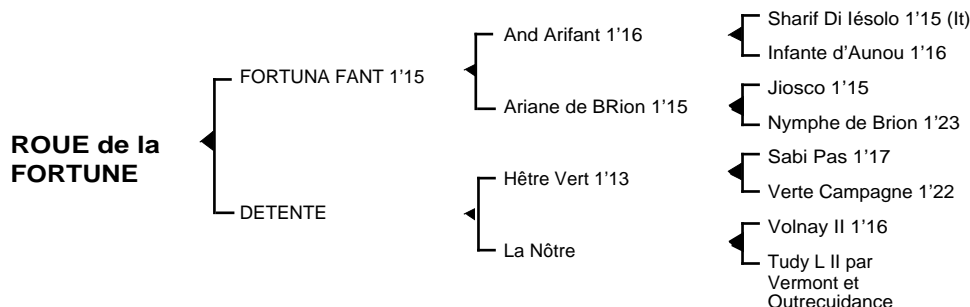 ROUE de la
FORTUNE
FORTUNA FANT 1’15
DETENTE
And Arifant 1’16
Ariane de BRion 1’15
Hêtre Vert 1’13
La Nôtre
Sharif Di Iésolo 1’15 (It)
Infante d’Aunou 1’16
Jiosco 1’15
Nymphe de Brion 1’23
Sabi Pas 1’17
Verte Campagne 1’22
Volnay II 1’16
Tudy L II par
Vermont et
Outrecuidance